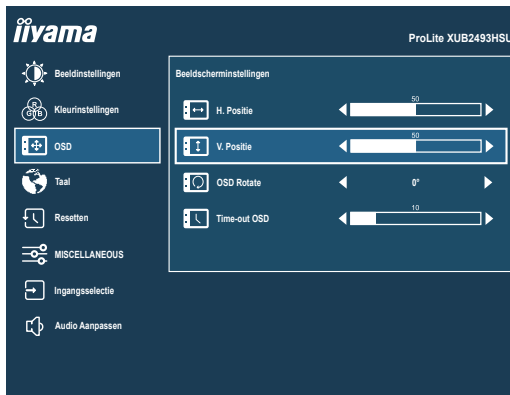 iiyama
ProLite XUB2493HSU
Beeldinstellingen
Kleurinstellingen
R
G B
OSD
Taal
Resetten
MISCELLANEOUS
Ingangsselectie
Audio Aanpassen
Beeldscherminstellingen
H. Positie
50
V. Positie
50
OSD Rotate
0°
Time-out OSD
10